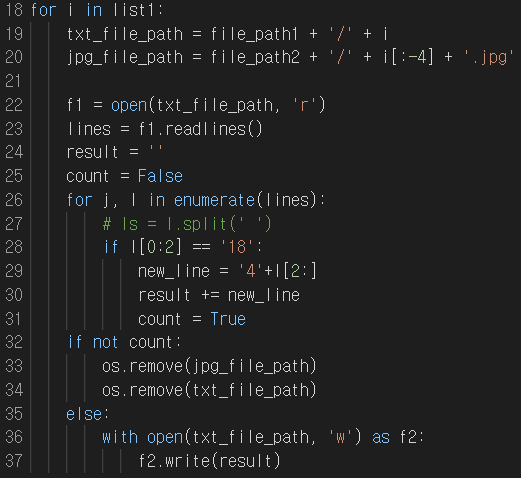 18 for i in list1:
19     txt_file_path = file_path1 + '/' + i
20     jpg_file_path = file_path2 + '/' + i[:-4] + '.jpg'
21
22     f1 = open(txt_file_path, 'r')
23     lines = f1.readlines()
24     result = ''
25     count = False
26     for j, l in enumerate(lines):
27         # ls = l.split(' ')
28         if l[0:2] == '18':
29             new_line = '4'+l[2:]
30             result += new_line
31             count = True
32     if not count:
33         os.remove(jpg_file_path)
34         os.remove(txt_file_path)
35     else:
36         with open(txt_file_path, 'w') as f2:
37             f2.write(result)